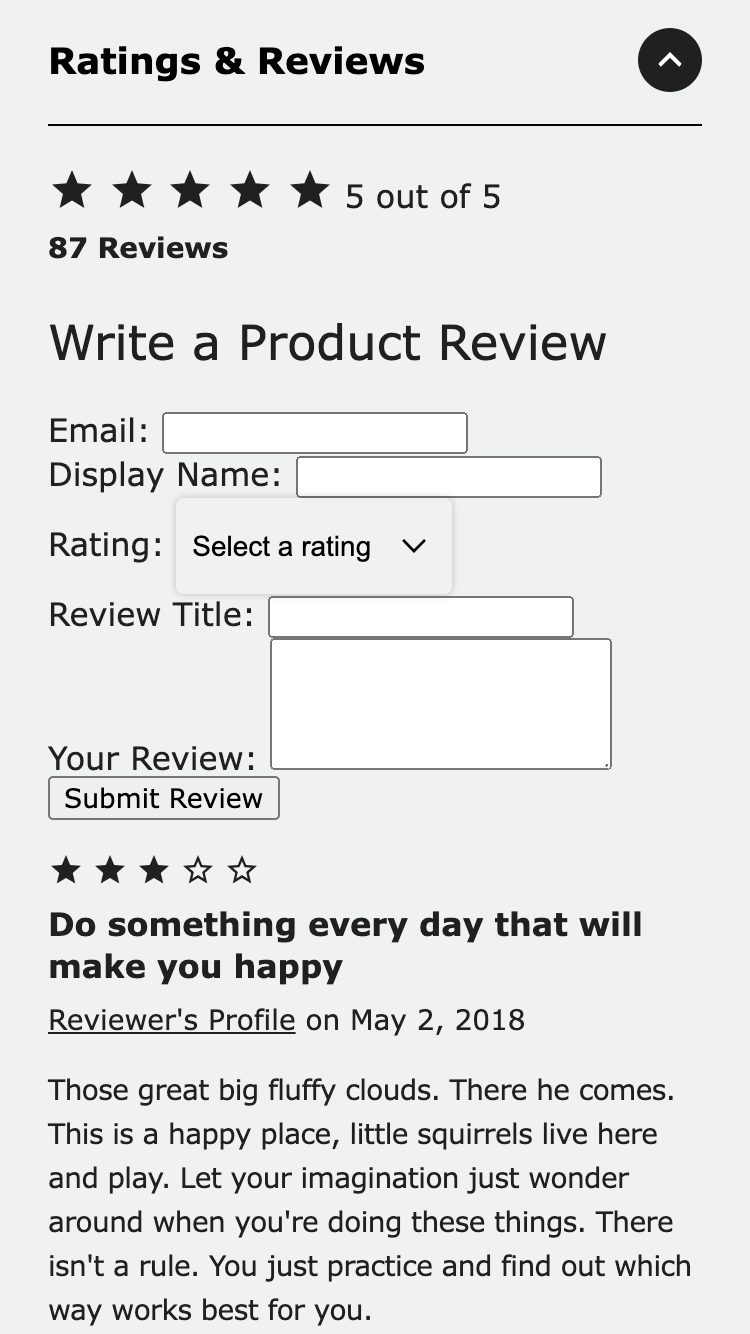 Ratings & Reviews
5 out of 5
87 Reviews
Write a Product Review
Email:
Display Name:
Rating: Select a rating
Review Title:
Your Review:
Submit Review
Do something every day that will
make you happy
Reviewer's Profile on May 2, 2018
Those great big fluffy clouds. There he comes.
This is a happy place, little squirrels live here
and play. Let your imagination just wonder
around when you're doing these things. There
isn't a rule. You just practice and find out which
way works best for you.